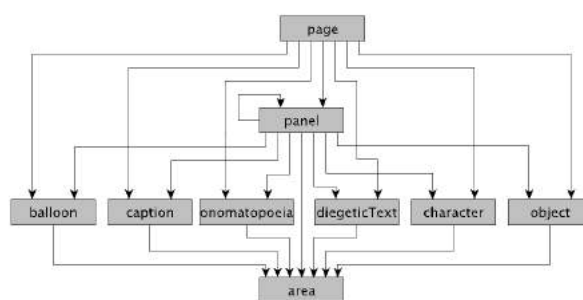 page
panel
balloon
caption
onomatopoeia
diegeticText
character
object
area